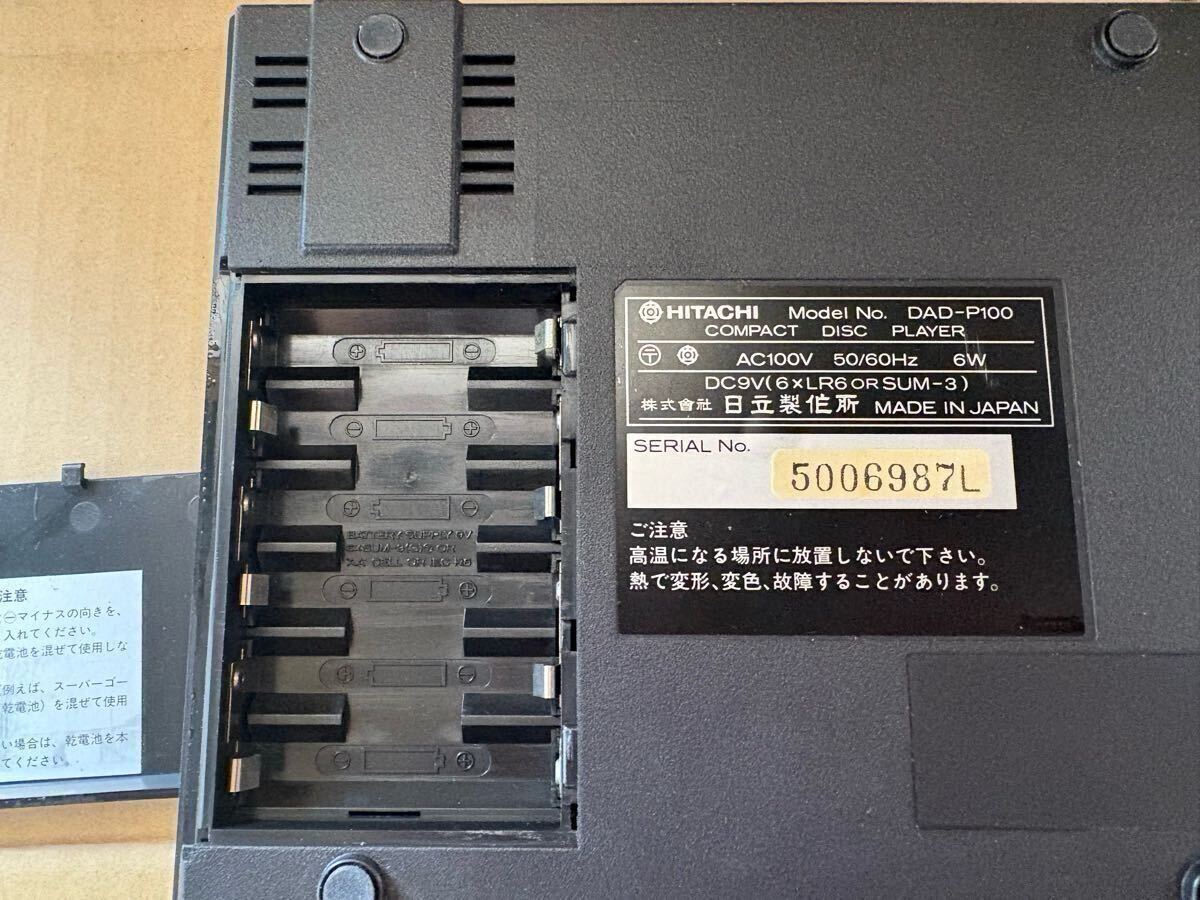 HITACHI Model No. DAD-P100
COMPACT DISC PLAYER
〒 AC100V 50/60Hz 6W
DC9V(6×LR6 OR SUM-3)
株式會社 日立製作所 MADE IN JAPAN
SERIAL No.
5006987L
ご注意
高温になる場所に放置しないで下さい。
熱で変形、変色、故障することがあります。
BATTERY SUPPLY 9V
注意
㊀マイナスの向きを、
入れてください。
乾電池を混ぜて使用しな
例えば、スーパーゴー
乾電池）を混ぜて使用
い場合は、乾電池を本
てください。